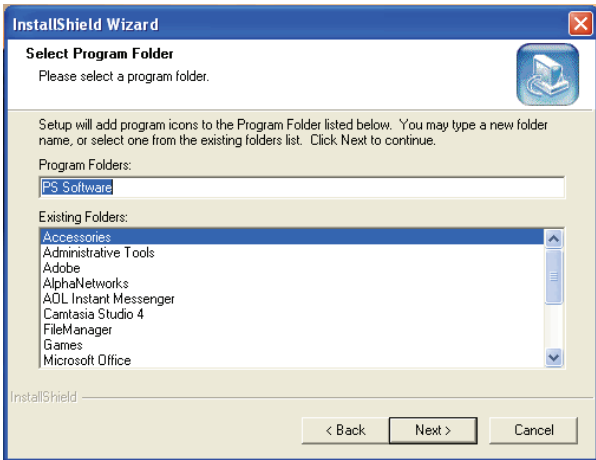 InstallShield Wizard
Select Program Folder
Please select a program folder.
Setup will add program icons to the Program Folder listed below. You may type a new folder
name, or select one from the existing folders list. Click Next to continue.
Program Folders:
PS Software
Existing Folders:
Accessories
Administrative Tools
Adobe
AlphaNetworks
AOL Instant Messenger
Camtasia Studio 4
FileManager
Games
Microsoft Office
InstallShield
< Back Next > Cancel